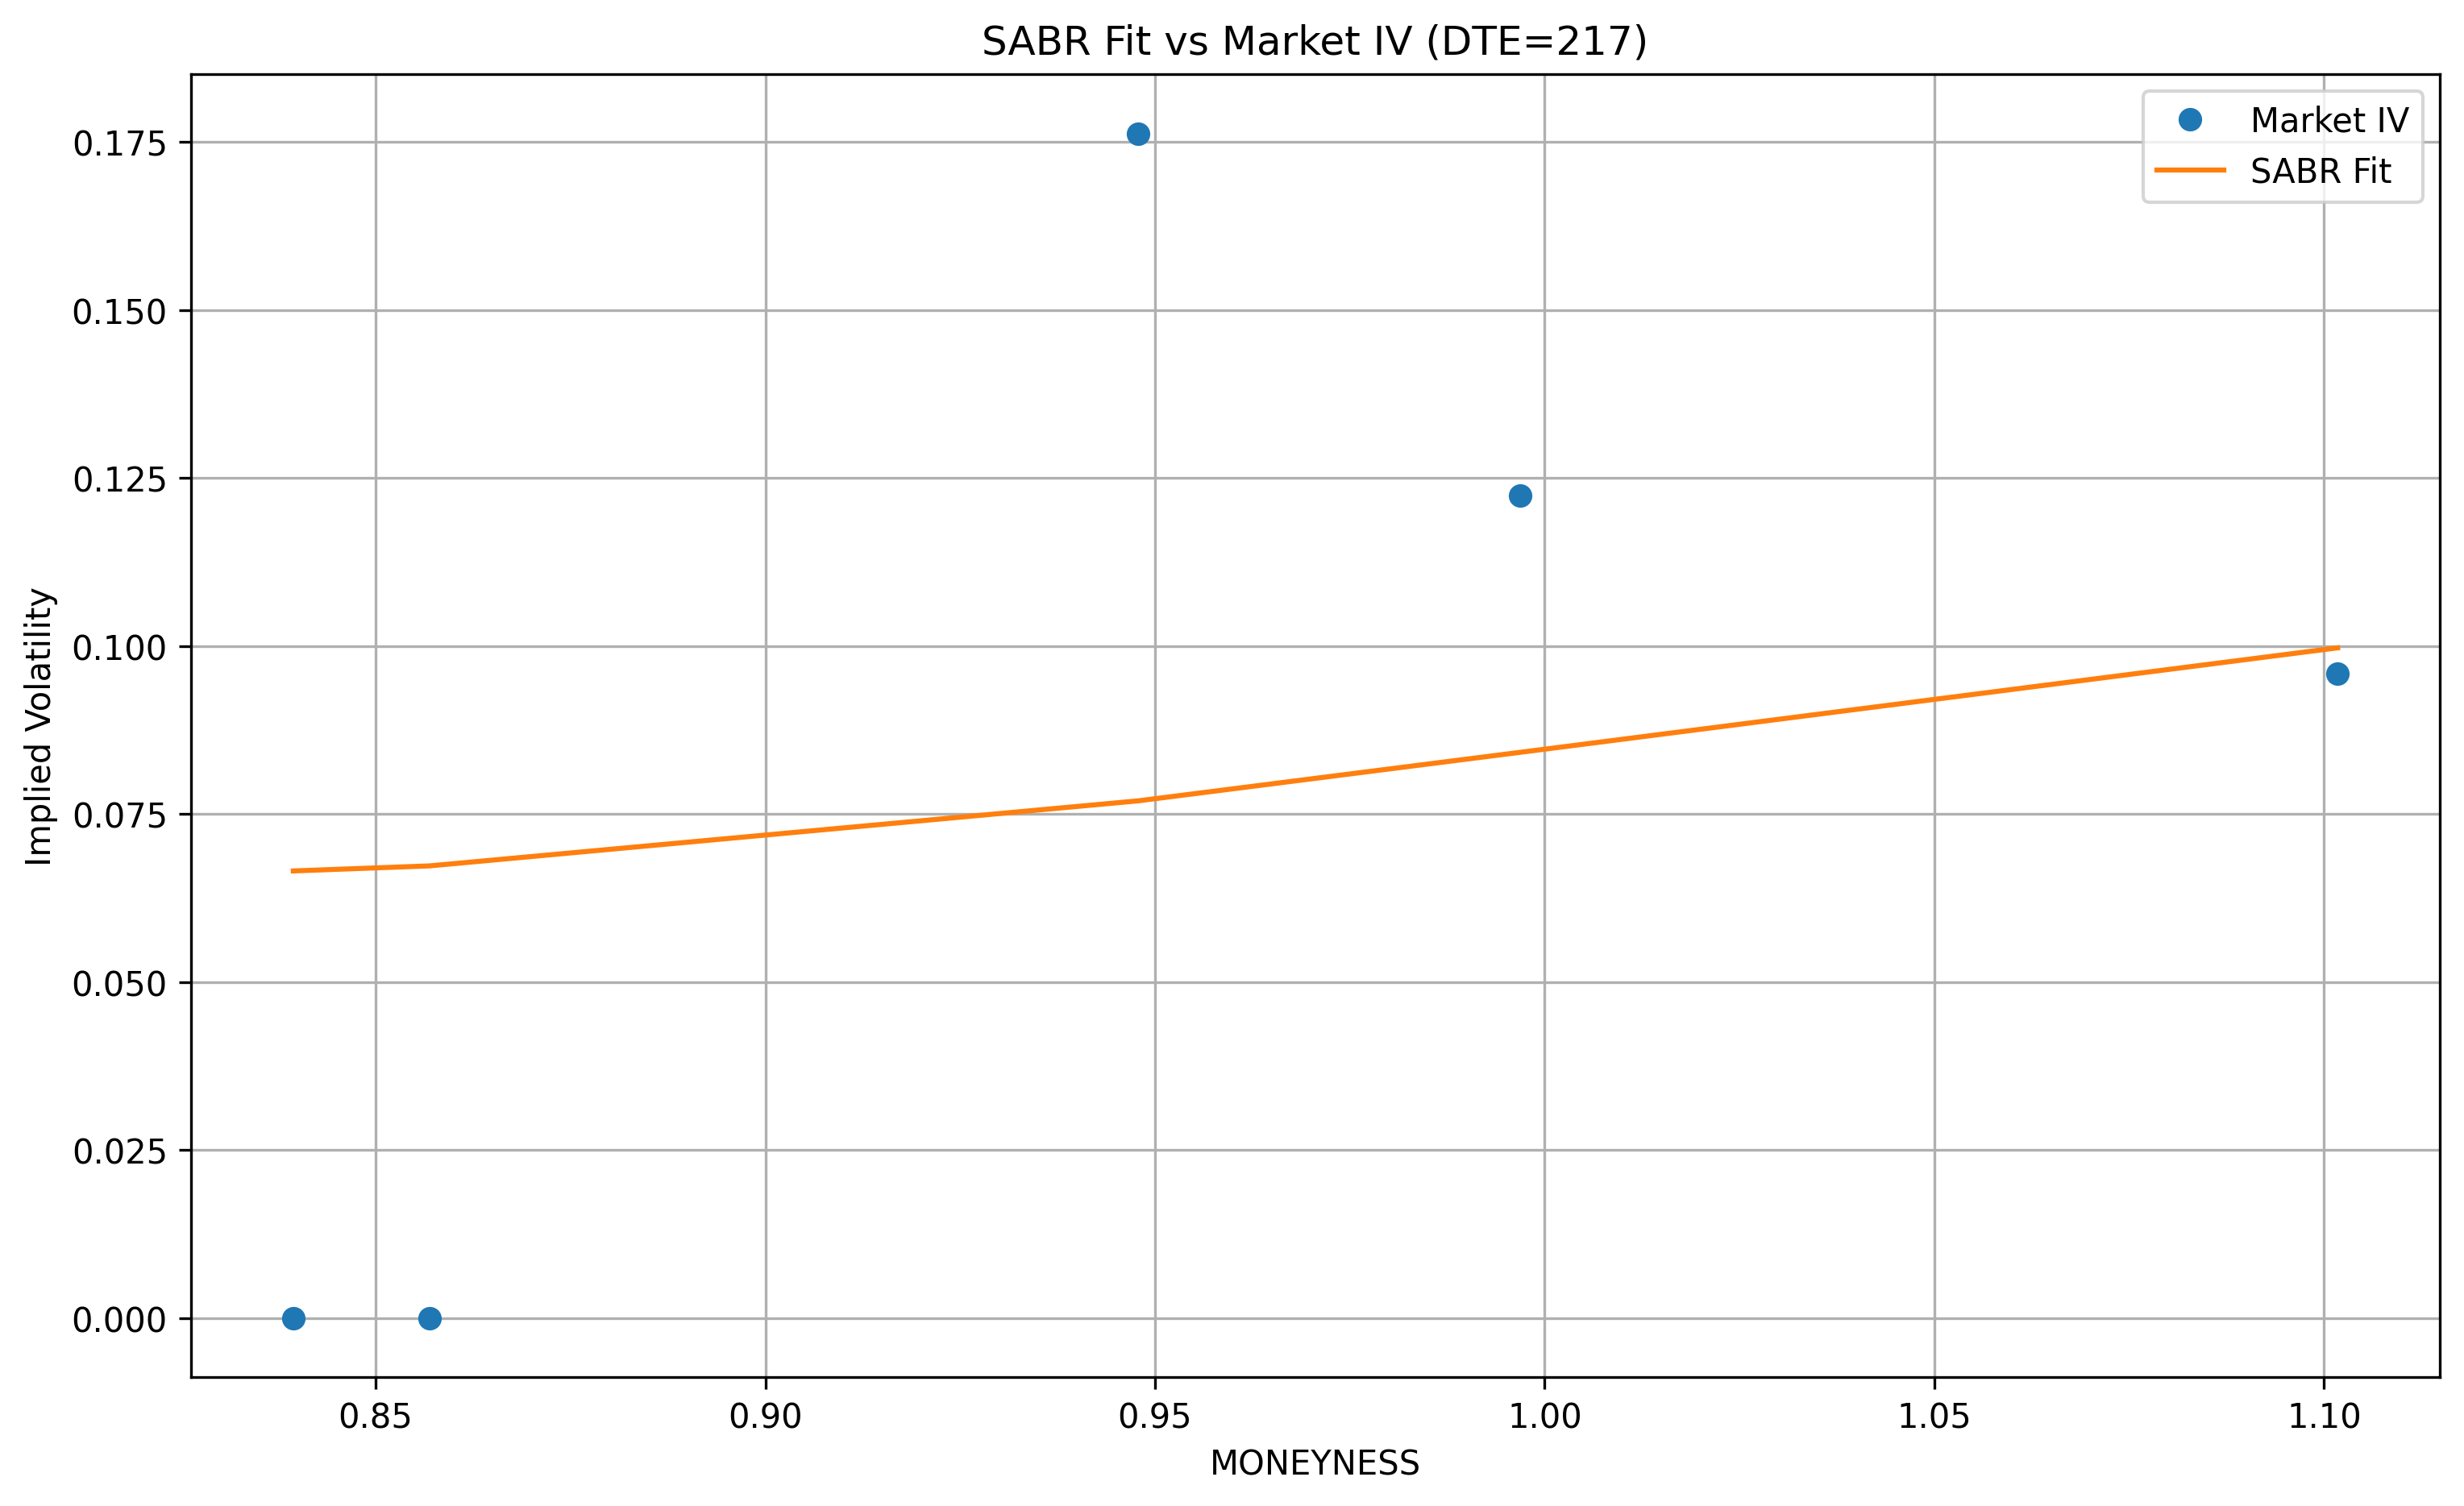 SABR Fit vs Market IV (DTE=217)
Market IV
SABR Fit
0.175
0.150
0.125
0.100
0.075
0.050
0.025
0.000
Implied Volatility
0.85 0.90 0.95 1.00 1.05 1.10
MONEYNESS